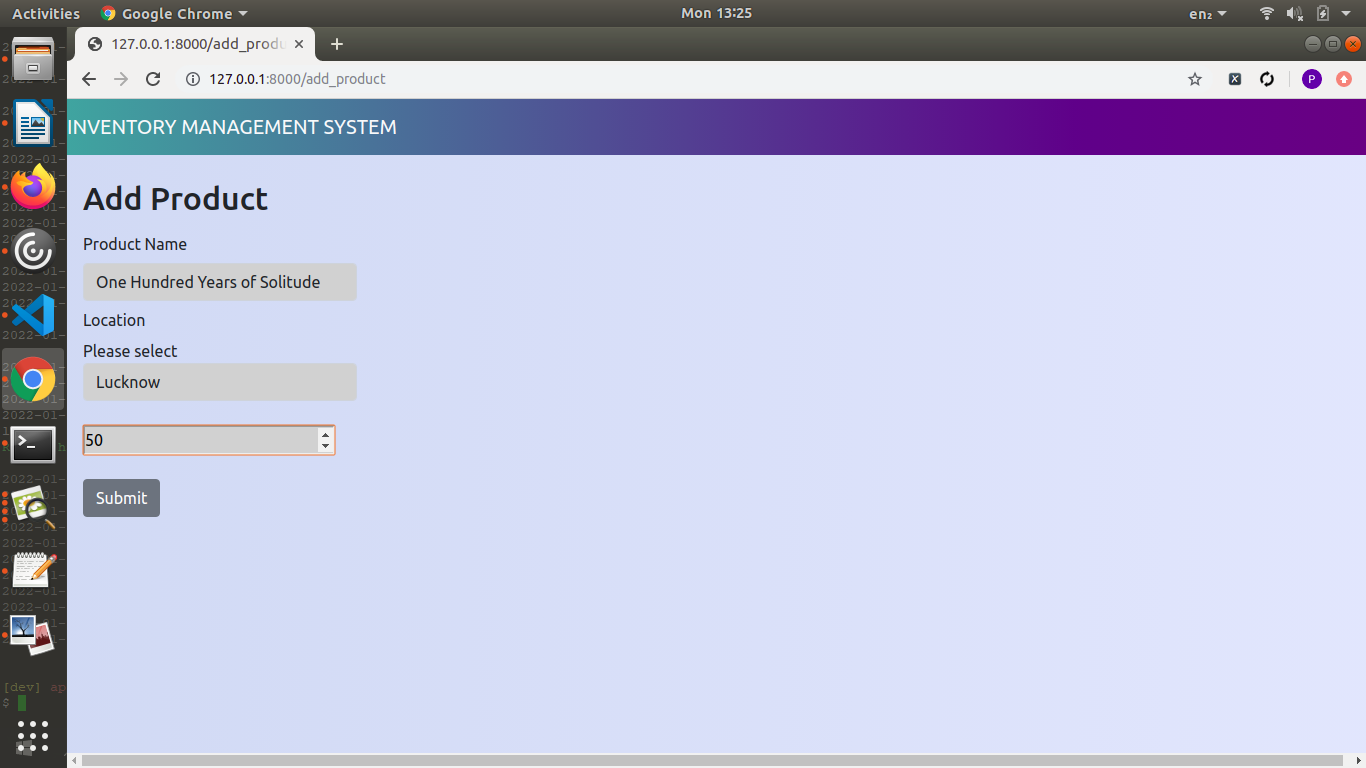 Activities Google Chrome Mon 13:25 en₂
127.0.0.1:8000/add_produ
127.0.0.1:8000/add_product P
INVENTORY MANAGEMENT SYSTEM
Add Product
Product Name
One Hundred Years of Solitude
Location
Please select
Lucknow
50
Submit
[dev] ap
$